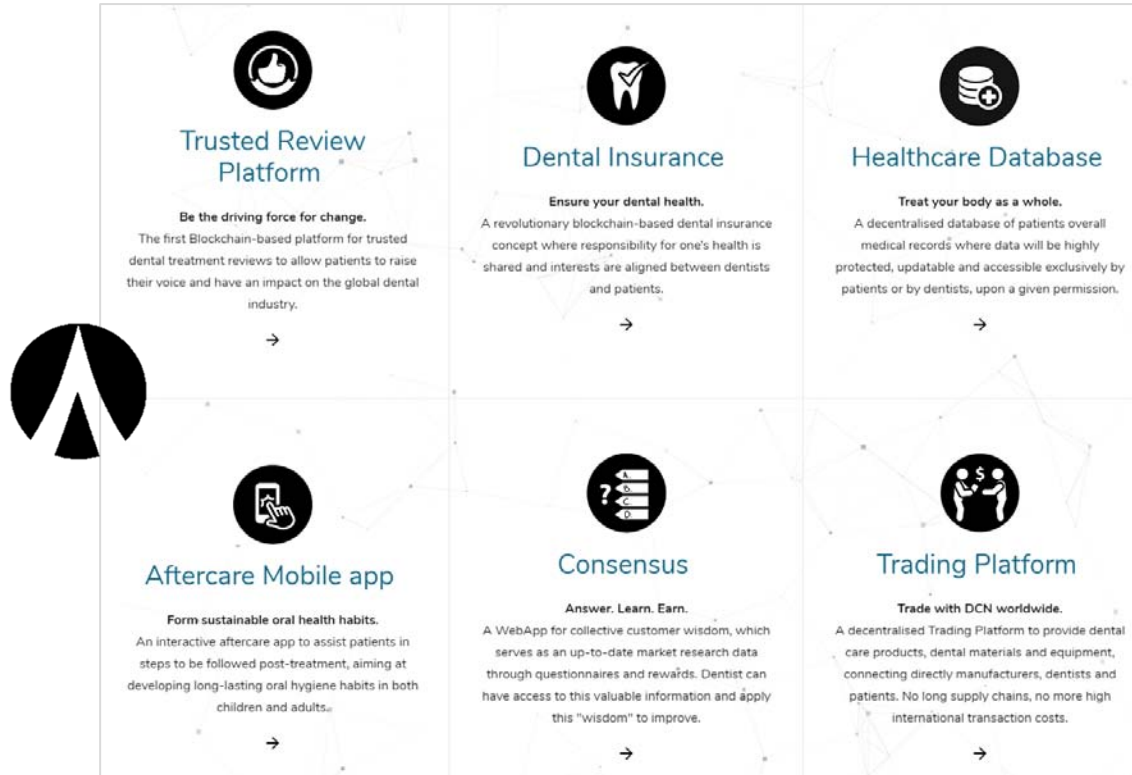 Trusted Review
Platform
Be the driving force for change.
The first Blockchain-based platform for trusted
dental treatment reviews to allow patients to raise
their voice and have an impact on the global dental
industry.
Dental Insurance
Ensure your dental health.
A revolutionary blockchain-based dental insurance
concept where responsibility for one's health is
shared and interests are aligned between dentists
and patients.
Healthcare Database
Treat your body as a whole.
A decentralised database of patients overall
medical records where data will be highly
protected, updatable and accessible exclusively by
patients or by dentists, upon a given permission.
Aftercare Mobile app
Form sustainable oral health habits.
An interactive aftercare app to assist patients in
steps to be followed post-treatment, aiming at
developing long-lasting oral hygiene habits in both
children and adults.
?
A.
B.
C.
D.
Consensus
Answer. Learn. Earn.
A WebApp for collective customer wisdom, which
serves as an up-to-date market research data
through questionnaires and rewards. Dentist can
have access to this valuable information and apply
this "wisdom" to improve.
$
Trading Platform
Trade with DCN worldwide.
A decentralised Trading Platform to provide dental
care products, dental materials and equipment,
connecting directly manufacturers, dentists and
patients. No long supply chains, no more high
international transaction costs.